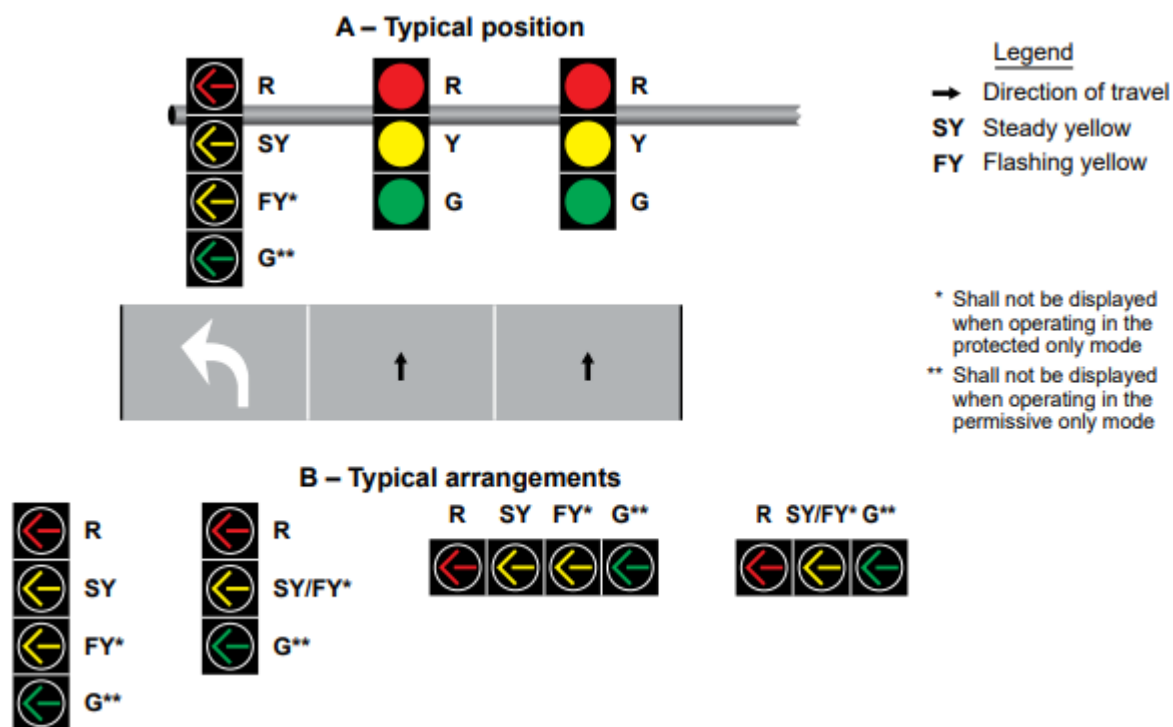 A – Typical position
R
SY
FY*
G**
R
Y
G
R
Y
G
Legend
Direction of travel
SY Steady yellow
FY Flashing yellow
* Shall not be displayed
when operating in the
protected only mode
** Shall not be displayed
when operating in the
permissive only mode
B – Typical arrangements
R
SY
FY*
G**
R
SY/FY*
G**
R SY FY* G**
R SY/FY* G**